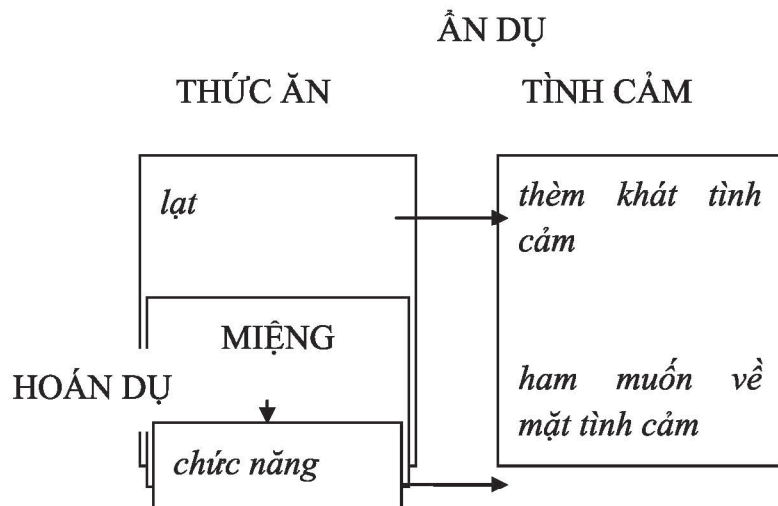 ẨN DỤ
THỨC ĂN
TÌNH CẢM
lạt
thèm khát tình
cảm
MIỆNG
HOÁN DỤ
ham muốn về
mặt tình cảm
chức năng